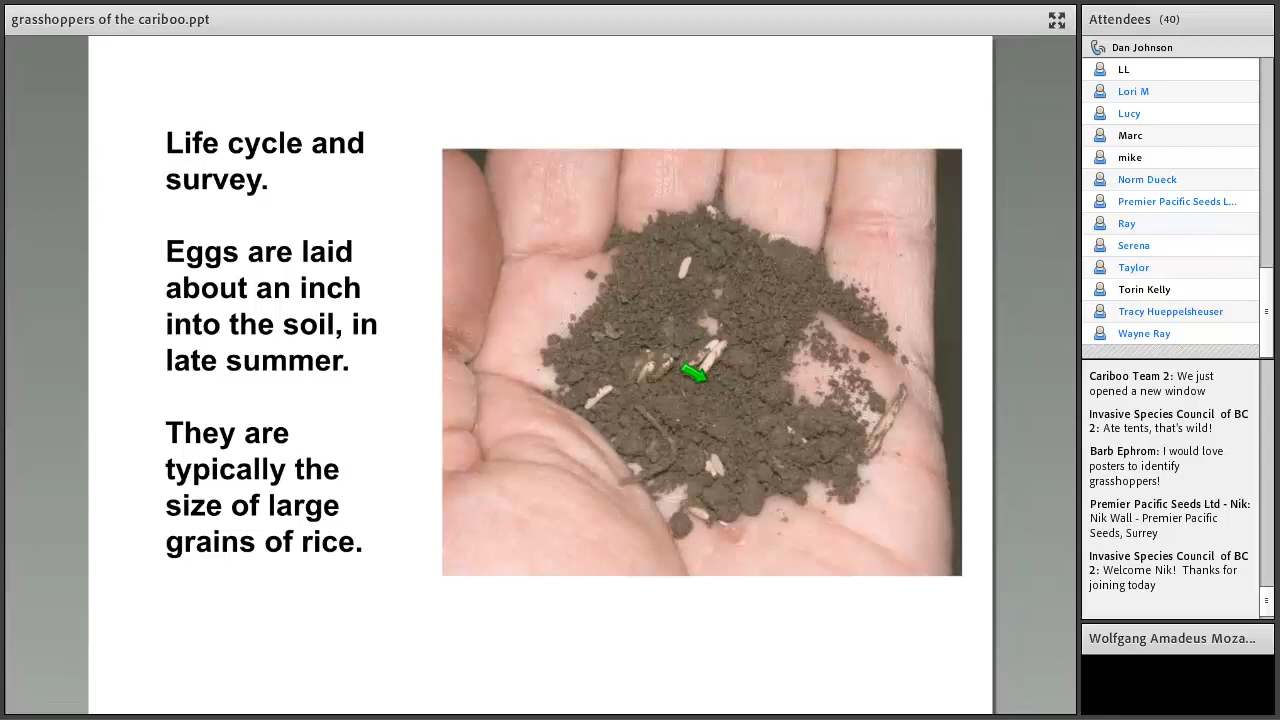 grasshoppers of the cariboo.ppt
Life cycle and
survey.
Eggs are laid
about an inch
into the soil, in
late summer.
They are
typically the
size of large
grains of rice.
Attendees (40)
Dan Johnson
LL
Lori M
Lucy
Marc
mike
Norm Dueck
Premier Pacific Seeds L...
Ray
Serena
Taylor
Torin Kelly
Tracy Hueppelsheuser
Wayne Ray
Cariboo Team 2: We just
opened a new window
Invasive Species Council of BC
2: Ate tents, that's wild!
Barb Ephrom: I would love
posters to identify
grasshoppers!
Premier Pacific Seeds Ltd - Nik:
Nik Wall - Premier Pacific
Seeds, Surrey
Invasive Species Council of BC
2: Welcome Nik! Thanks for
joining today
Wolfgang Amadeus Moza...